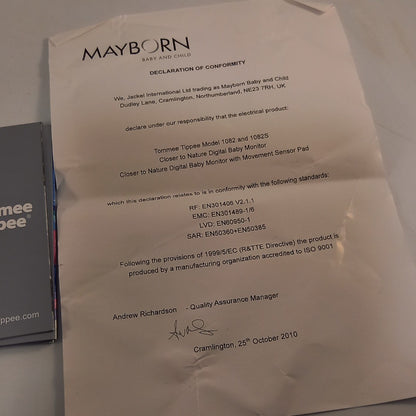 MAYBORN
BABY AND CHILD
DECLARATION OF CONFORMITY
We, Jackel International Ltd trading as Mayborn Baby and Child
Dudley Lane, Cramlington, Northumberland, NE23 7RH, UK
declare under our responsibility that the electrical product:
Tommee Tippee Model 1082 and 1082S
Closer to Nature Digital Baby Monitor
Closer to Nature Digital Baby Monitor with Movement Sensor Pad
which this declaration relates to is in conformity with the following standards:
RF: EN301406 V2.1.1
EMC: EN301489-1/6
LVD: EN60950-1
SAR: EN50360+EN50385
Following the provisions of 1999/5/EC (R&TTE Directive) the product is
produced by a manufacturing organization accredited to ISO 9001
Andrew Richardson - Quality Assurance Manager
Cramlington, 25th October 2010
mee
pee®
ippee.com